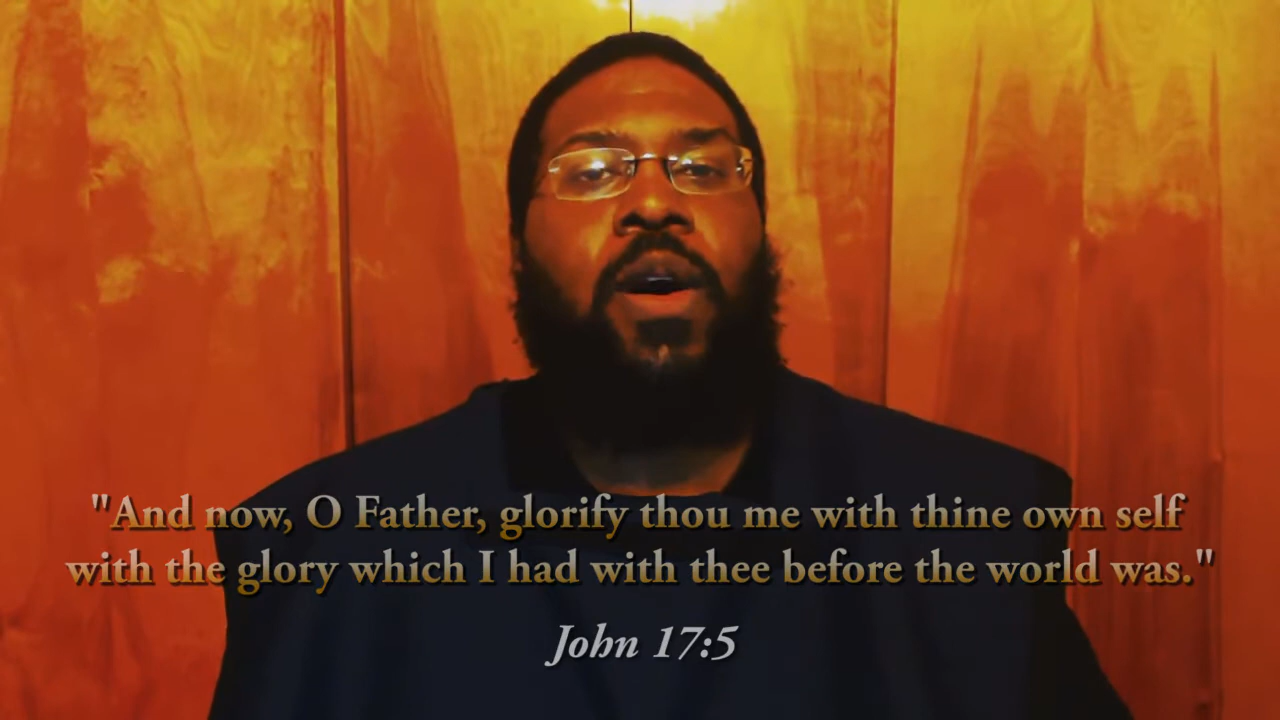 "And now, O Father, glorify thou me with thine own self
with the glory which I had with thee before the world was."
John 17:5